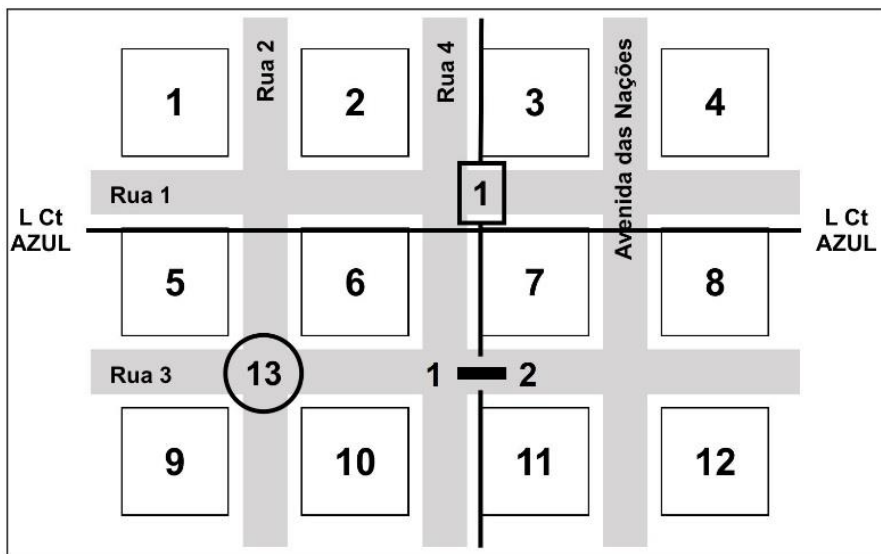 Rua 2
Rua 4
Avenida das Nações
1 2 3 4
Rua 1
1
L Ct
AZUL
L Ct
AZUL
5 6 7 8
Rua 3
13
1 2
9 10 11 12